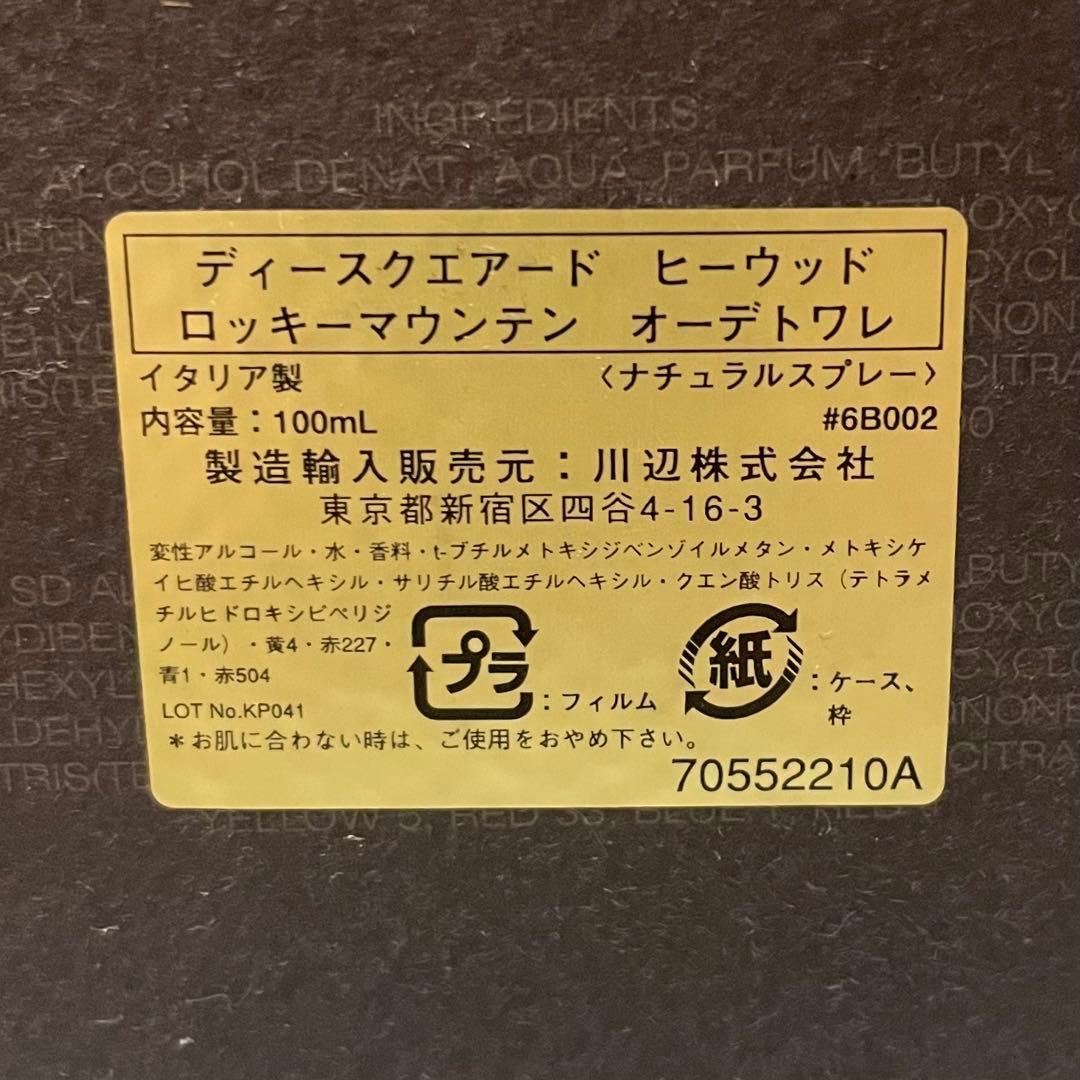 INGREDIENTS
ALCOHOL DENAT., AQUA, PARFUM, BUTYL
ディースクエアード ヒーウッド
ロッキーマウンテン オーデトワレ
イタリア製 〈ナチュラルスプレー〉
内容量：100mL #6B002
製造輸入販売元：川辺株式会社
東京都新宿区四谷4-16-3
変性アルコール・水・香料・t-ブチルメトキシジベンゾイルメタン・メトキシケ
イヒ酸エチルヘキシル・サリチル酸エチルヘキシル・クエン酸トリス（テトラメ
チルヒドロキシピペリジ
ノール）・黄4・赤227・
青1・赤504
LOT No.KP041
プラ：フィルム
紙：ケース、
枠
＊お肌に合わない時は、ご使用をおやめ下さい。
70552210A
YELLOW 5, RED 33, BLUE 1, RED